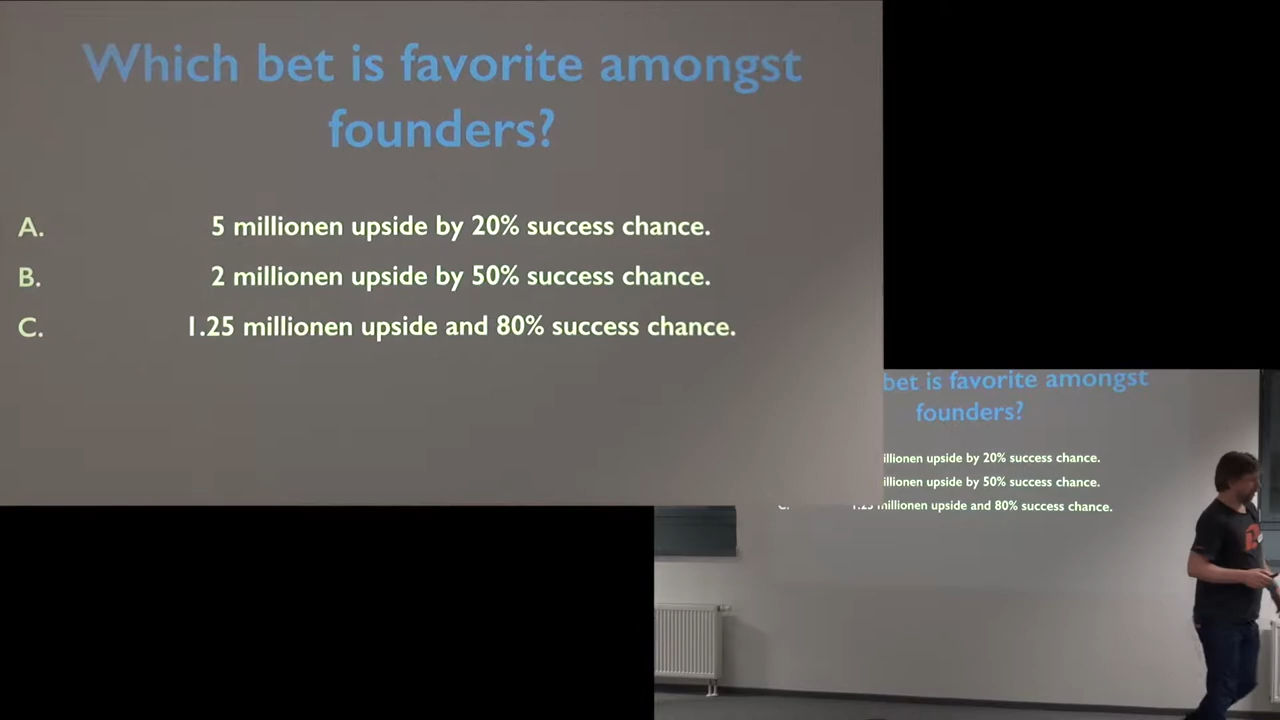 Which bet is favorite amongst
founders?
A. 5 millionen upside by 20% success chance.
B. 2 millionen upside by 50% success chance.
C. 1.25 millionen upside and 80% success chance.
bet is favorite amongst
founders?
illionen upside by 20% success chance.
illionen upside by 50% success chance.
1.25 millionen upside and 80% success chance.